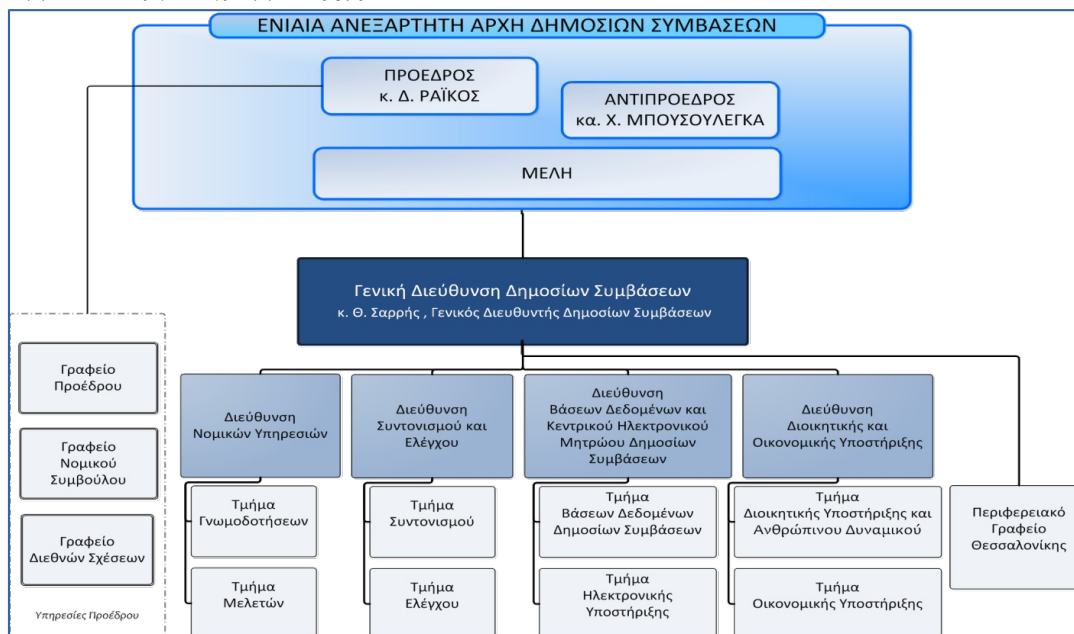 ΕΝΙΑΙΑ ΑΝΕΞΑΡΤΗΤΗ ΑΡΧΗ ΔΗΜΟΣΙΩΝ ΣΥΜΒΑΣΕΩΝ
ΠΡΟΕΔΡΟΣ
κ. Δ. ΡΑΪΚΟΣ
ΑΝΤΙΠΡΟΕΔΡΟΣ
κα. Χ. ΜΠΟΥΣΟΥΛΕΓΚΑ
ΜΕΛΗ
Γενική Διεύθυνση Δημοσίων Συμβάσεων
κ. Θ. Σαρρής , Γενικός Διευθυντής Δημοσίων Συμβάσεων
Γραφείο
Προέδρου
Γραφείο
Νομικού
Συμβούλου
Γραφείο
Διεθνών Σχέσεων
Υπηρεσίες Προέδρου
Διεύθυνση
Νομικών Υπηρεσιών
Τμήμα
Γνωμοδοτήσεων
Τμήμα
Μελετών
Διεύθυνση
Συντονισμού και
Ελέγχου
Τμήμα
Συντονισμού
Τμήμα
Ελέγχου
Διεύθυνση
Βάσεων Δεδομένων και
Κεντρικού Ηλεκτρονικού
Μητρώου Δημοσίων
Συμβάσεων
Τμήμα
Βάσεων Δεδομένων
Δημοσίων Συμβάσεων
Τμήμα
Ηλεκτρονικής
Υποστήριξης
Διεύθυνση
Διοικητικής και
Οικονομικής Υποστήριξης
Τμήμα
Διοικητικής Υποστήριξης και
Ανθρώπινου Δυναμικού
Τμήμα
Οικονομικής Υποστήριξης
Περιφερειακό
Γραφείο
Θεσσαλονίκης